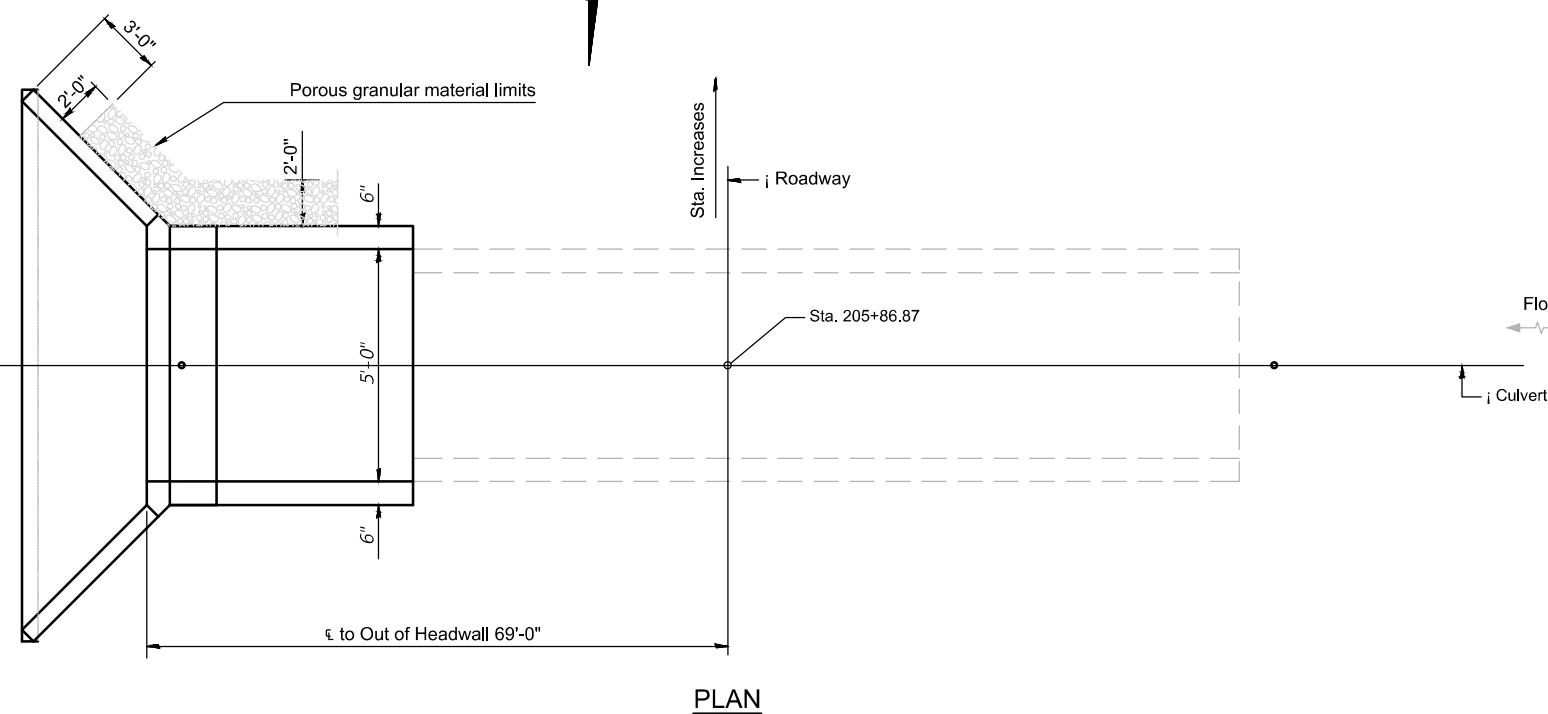 3'-0"
2'-0"
Porous granular material limits
2'-0"
6"
Sta. Increases
¡ Roadway
Sta. 205+86.87
Flo
5'-0"
¡ Culvert
6"
℄ to Out of Headwall 69'-0"
PLAN